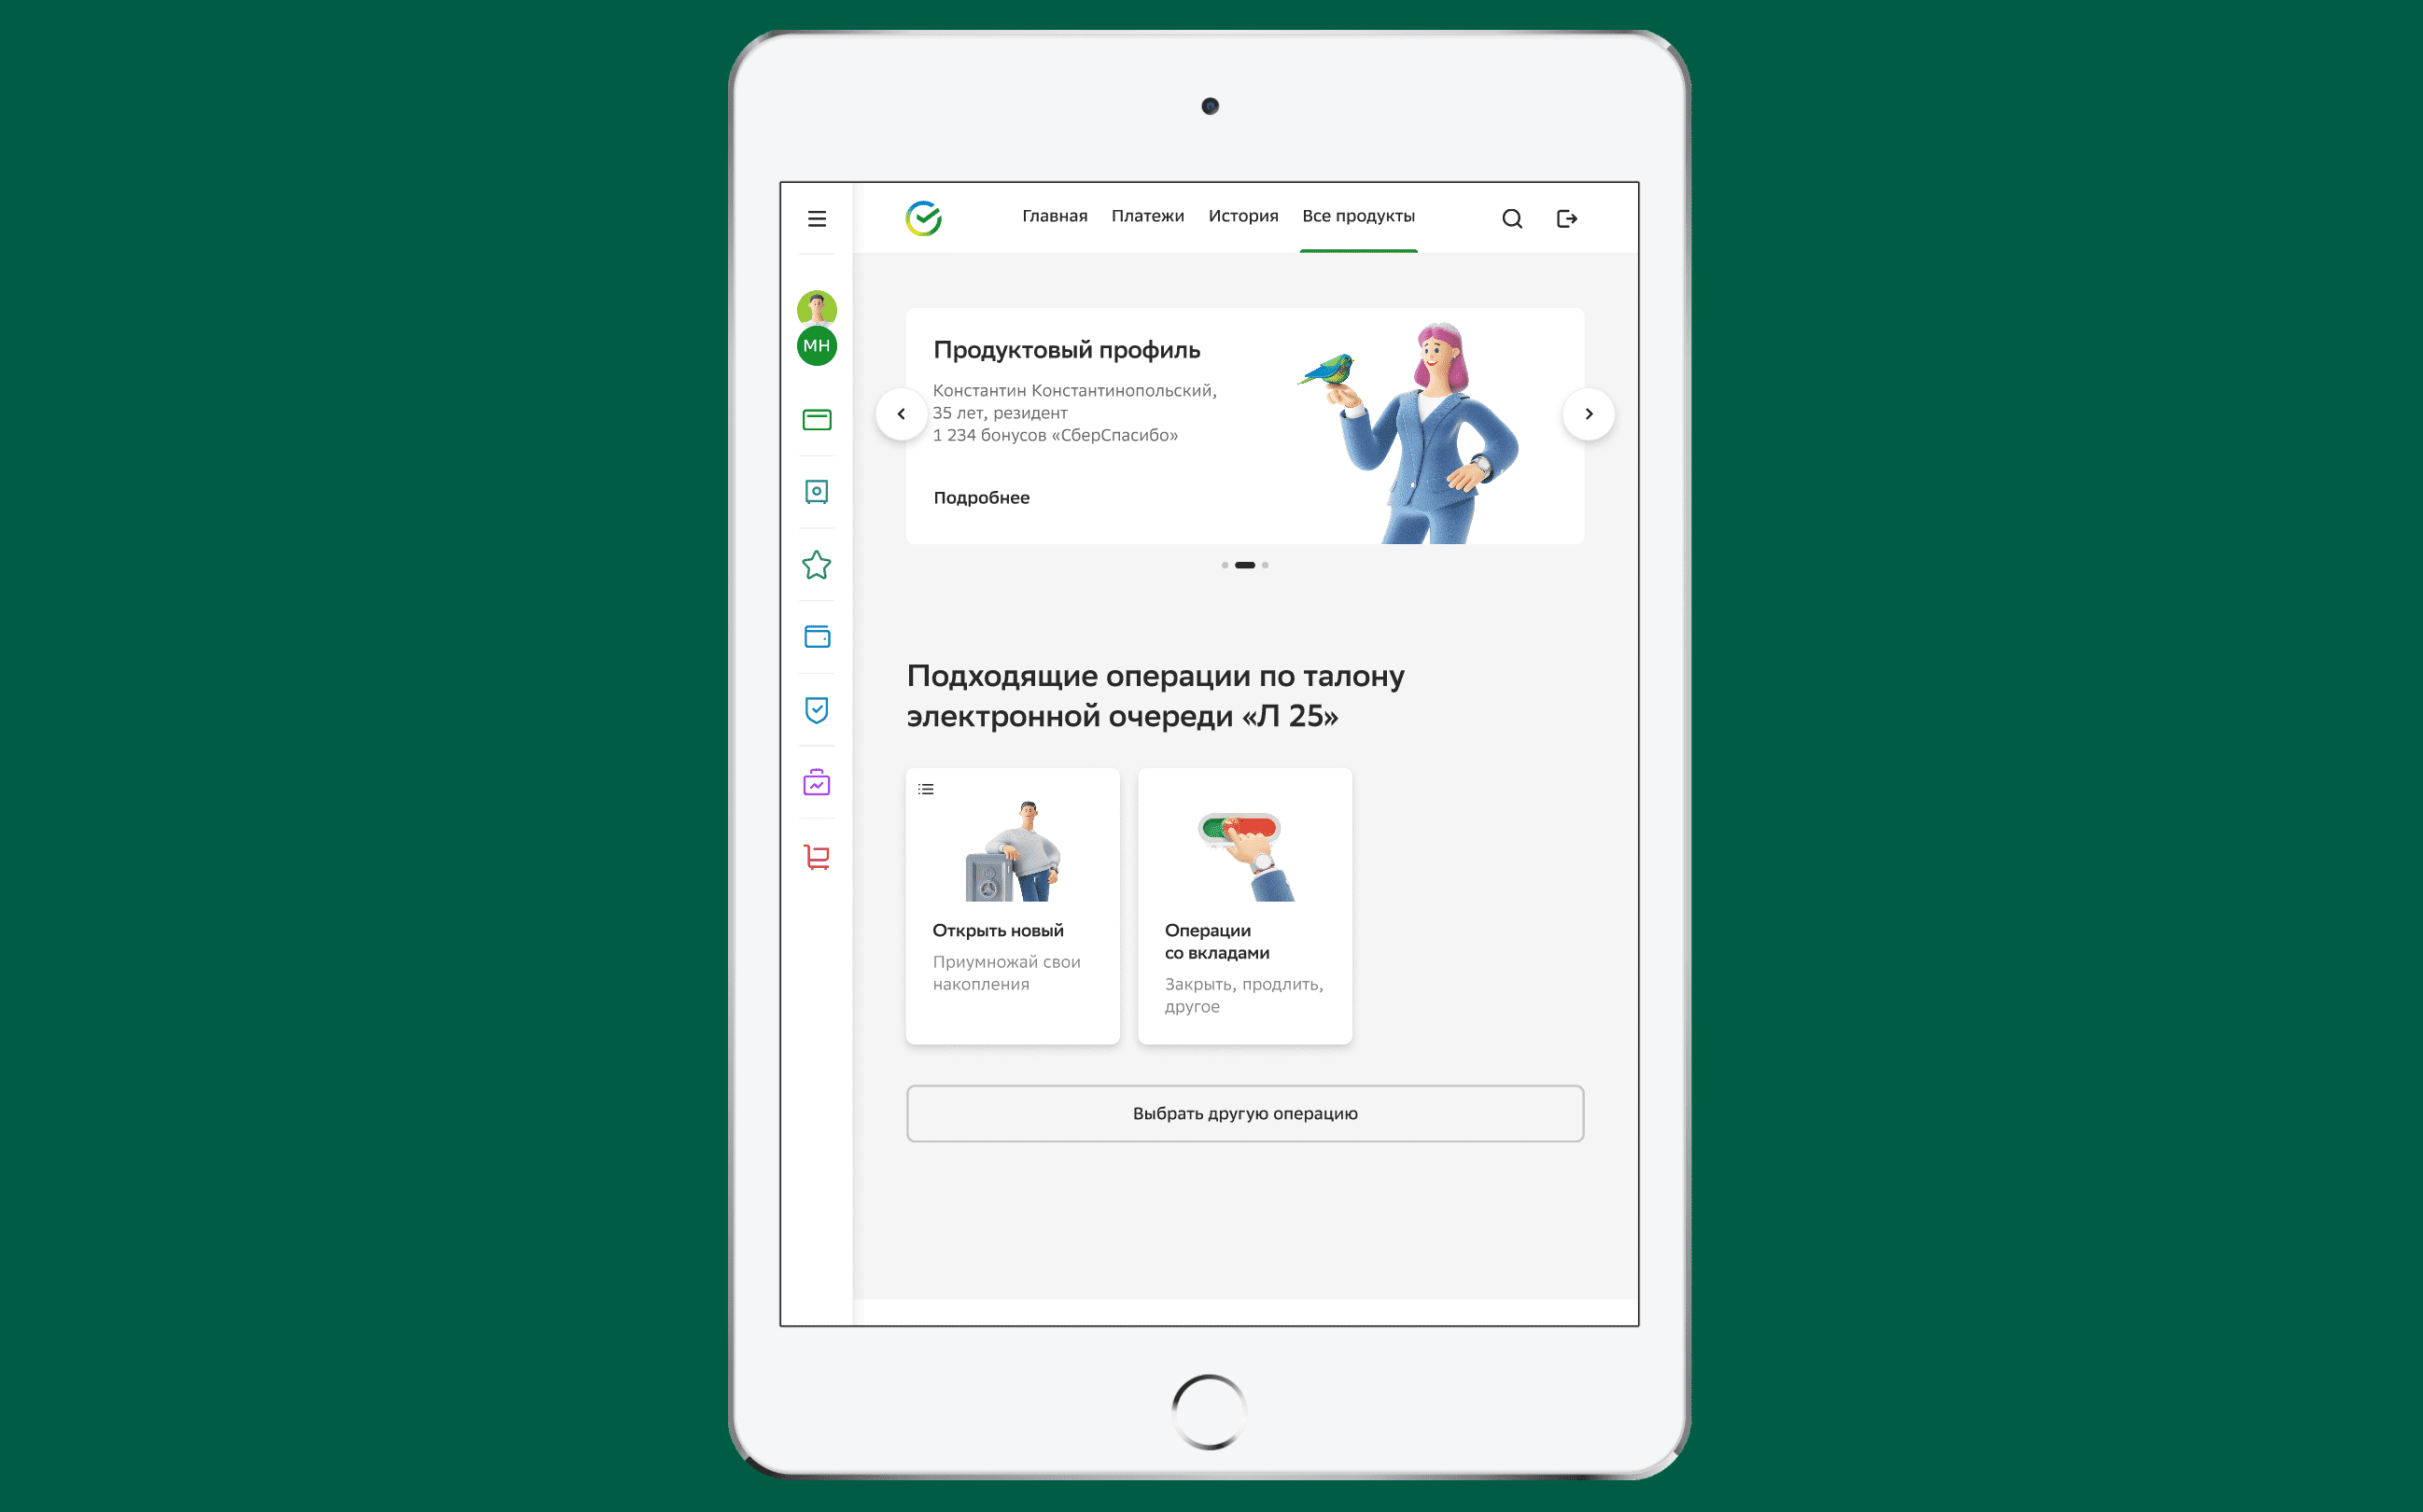 Главная Платежи История Все продукты
МН
Продуктовый профиль
Константин Константинопольский,
35 лет, резидент
1 234 бонусов «СберСпасибо»
Подробнее
Подходящие операции по талону
электронной очереди «Л 25»
Открыть новый
Приумножай свои
накопления
Операции
со вкладами
Закрыть, продлить,
другое
Выбрать другую операцию